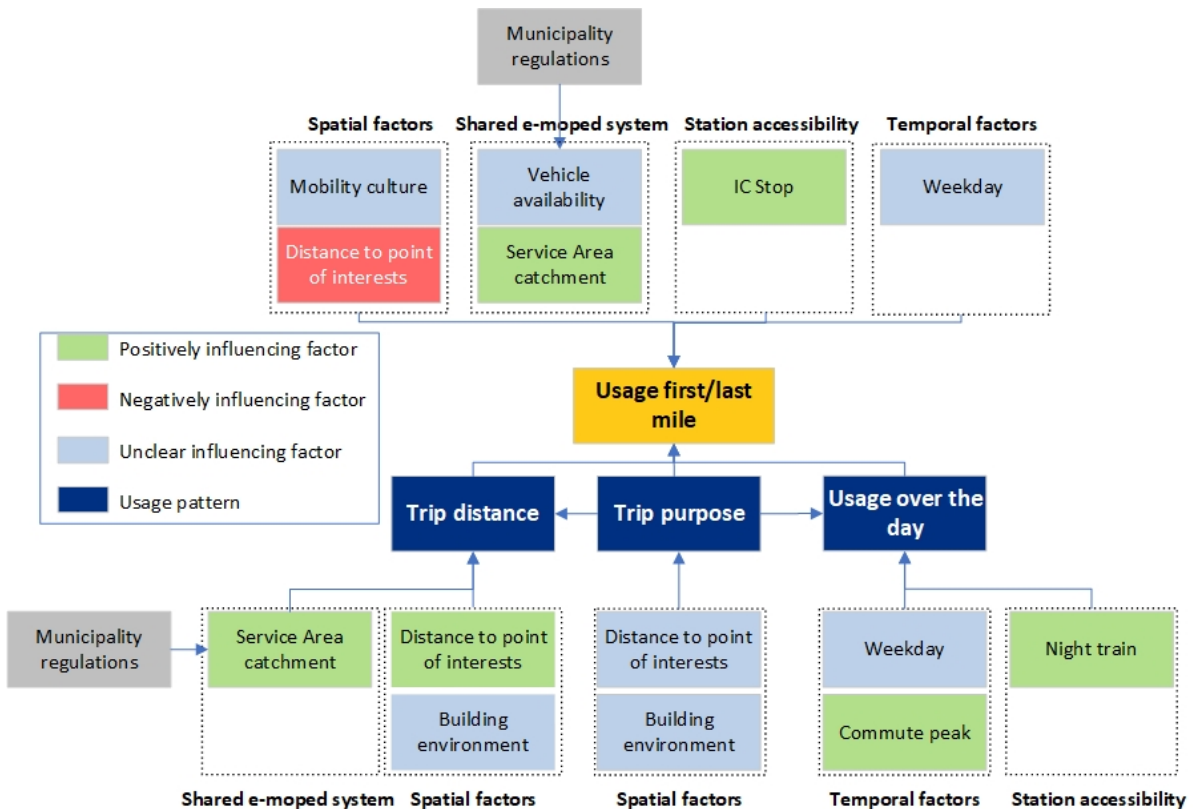 Municipality
regulations
Spatial factors
Shared e-moped system
Station accessibility
Temporal factors
Mobility culture
Vehicle
availability
IC Stop
Weekday
Distance to point
of interests
Service Area
catchment
Positively influencing factor
Negatively influencing factor
Unclear influencing factor
Usage pattern
Usage first/last
mile
Trip distance
Trip purpose
Usage over the
day
Municipality
regulations
Service Area
catchment
Distance to point
of interests
Building
environment
Distance to point
of interests
Building
environment
Weekday
Commute peak
Night train
Shared e-moped system
Spatial factors
Spatial factors
Temporal factors
Station accessibility